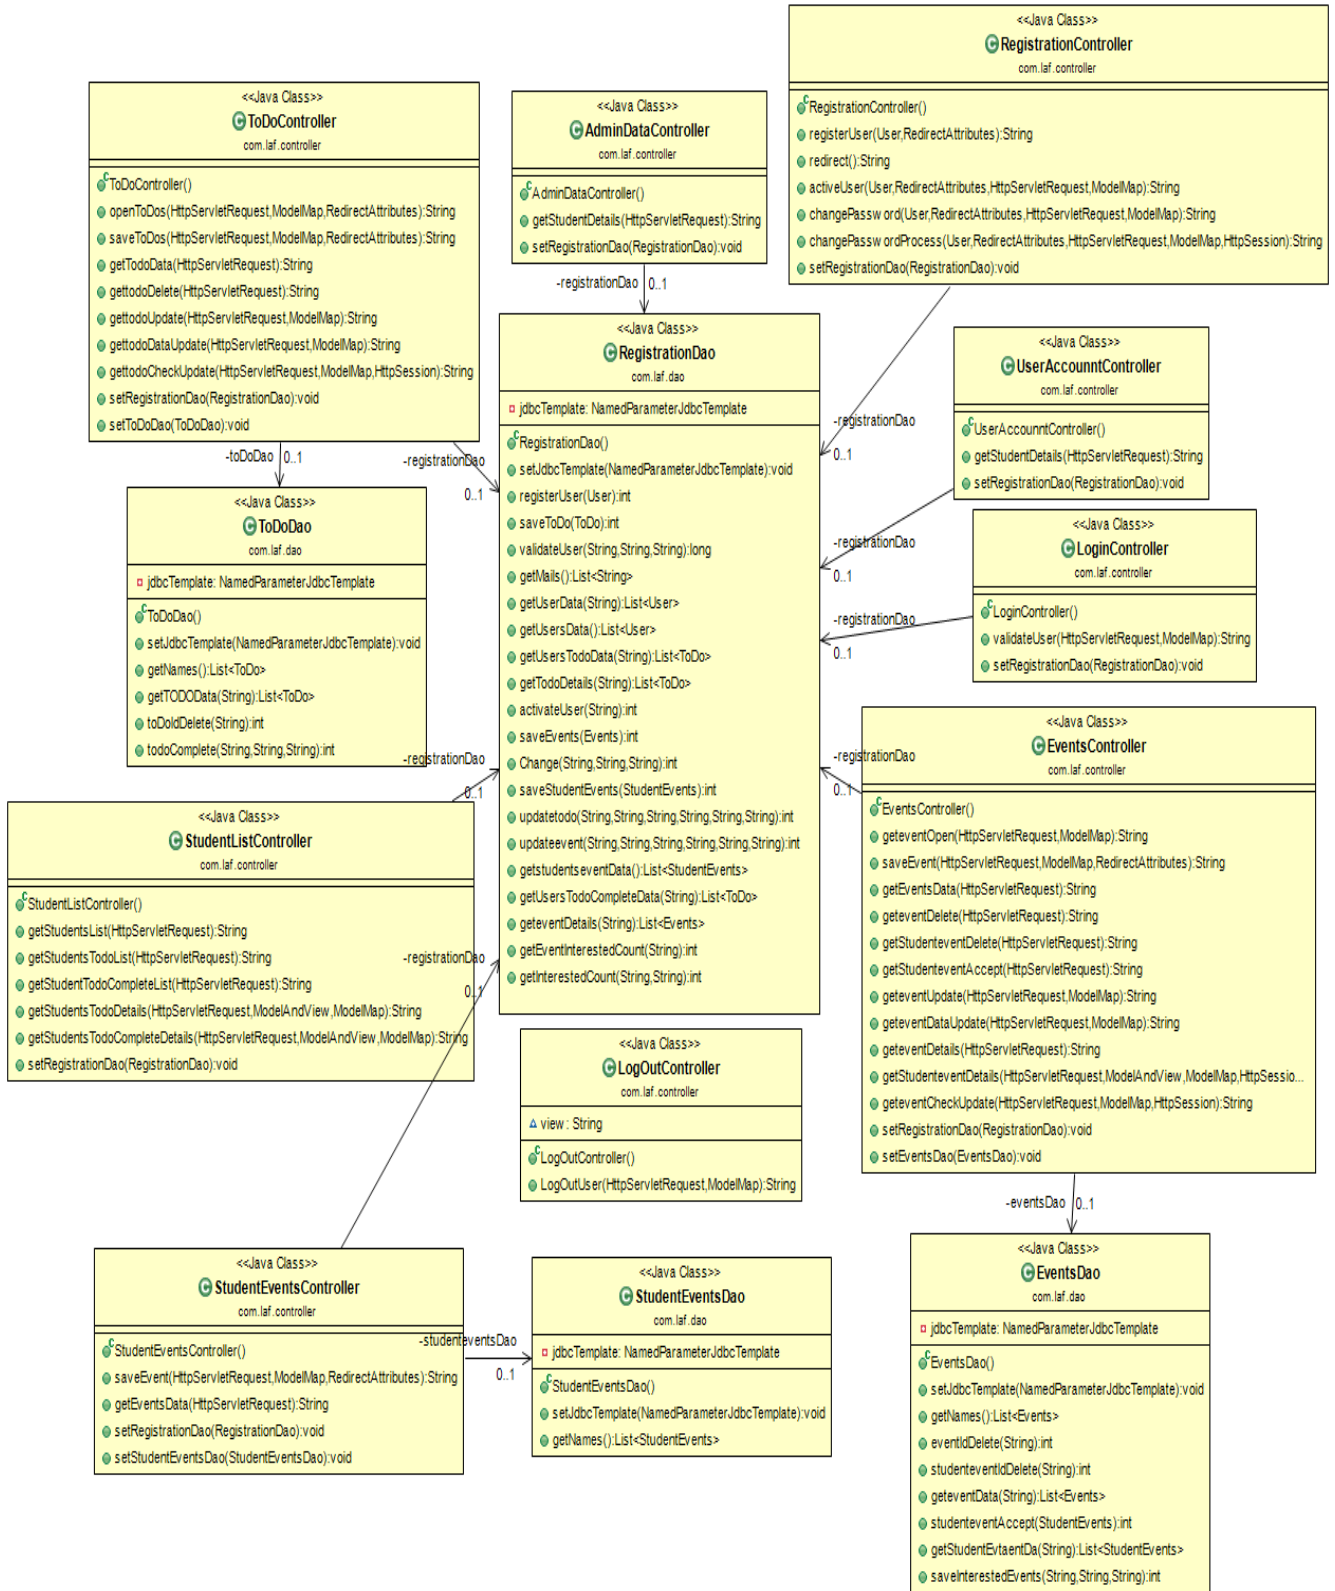 <<Java Class>>
RegistrationController
com.laf.controller
RegistrationController()
registerUser(User,RedirectAttributes):String
redirect():String
activeUser(User,RedirectAttributes,HttpServletRequest,ModelMap):String
changePassword(User,RedirectAttributes,HttpServletRequest,ModelMap):String
changePasswordProcess(User,RedirectAttributes,HttpServletRequest,ModelMap,HttpSession):String
setRegistrationDao(RegistrationDao):void
<<Java Class>>
ToDoController
com.laf.controller
ToDoController()
openToDos(HttpServletRequest,ModelMap,RedirectAttributes):String
saveToDos(HttpServletRequest,ModelMap,RedirectAttributes):String
getTodoData(HttpServletRequest):String
gettodoDelete(HttpServletRequest):String
gettodoUpdate(HttpServletRequest,ModelMap):String
gettodoDataUpdate(HttpServletRequest,ModelMap):String
gettodoCheckUpdate(HttpServletRequest,ModelMap,HttpSession):String
setRegistrationDao(RegistrationDao):void
setToDoDao(ToDoDao):void
<<Java Class>>
AdminDataController
com.laf.controller
AdminDataController()
getStudentDetails(HttpServletRequest):String
setRegistrationDao(RegistrationDao):void
-registrationDao 0..1
<<Java Class>>
RegistrationDao
com.laf.dao
jdbcTemplate: NamedParameterJdbcTemplate
RegistrationDao()
setJdbcTemplate(NamedParameterJdbcTemplate):void
registerUser(User):int
saveToDo(ToDo):int
validateUser(String,String,String):long
getMails():List<String>
getUserData(String):List<User>
getUsersData():List<User>
getUsersTodoData(String):List<ToDo>
getTodoDetails(String):List<ToDo>
activateUser(String):int
saveEvents(Events):int
Change(String,String,String):int
saveStudentEvents(StudentEvents):int
updatetodo(String,String,String,String,String,String):int
updateevent(String,String,String,String,String,String):int
getstudentseventData():List<StudentEvents>
getUsersTodoCompleteData(String):List<ToDo>
geteventDetails(String):List<Events>
getEventInterestedCount(String):int
getInterestedCount(String,String):int
<<Java Class>>
UserAccounntController
com.laf.controller
UserAccounntController()
getStudentDetails(HttpServletRequest):String
setRegistrationDao(RegistrationDao):void
-registrationDao
0..1
-registrationDao
0..1
<<Java Class>>
LoginController
com.laf.controller
LoginController()
validateUser(HttpServletRequest,ModelMap):String
setRegistrationDao(RegistrationDao):void
-registrationDao
0..1
-toDoDao 0..1
-registrationDao
0..1
<<Java Class>>
ToDoDao
com.laf.dao
jdbcTemplate: NamedParameterJdbcTemplate
ToDoDao()
setJdbcTemplate(NamedParameterJdbcTemplate):void
getNames():List<ToDo>
getTODOData(String):List<ToDo>
toDoIdDelete(String):int
todoComplete(String,String,String):int
-registrationDao
0..1
<<Java Class>>
StudentListController
com.laf.controller
StudentListController()
getStudentsList(HttpServletRequest):String
getStudentsTodoList(HttpServletRequest):String
getStudentTodoCompleteList(HttpServletRequest):String
getStudentsTodoDetails(HttpServletRequest,ModelAndView,ModelMap):String
getStudentsTodoCompleteDetails(HttpServletRequest,ModelAndView,ModelMap):String
setRegistrationDao(RegistrationDao):void
-registrationDao
0..1
<<Java Class>>
EventsController
com.laf.controller
EventsController()
geteventOpen(HttpServletRequest,ModelMap):String
saveEvent(HttpServletRequest,ModelMap,RedirectAttributes):String
getEventsData(HttpServletRequest):String
geteventDelete(HttpServletRequest):String
getStudenteventDelete(HttpServletRequest):String
getStudenteventAccept(HttpServletRequest):String
geteventUpdate(HttpServletRequest,ModelMap):String
geteventDataUpdate(HttpServletRequest,ModelMap):String
geteventDetails(HttpServletRequest):String
getStudenteventDetails(HttpServletRequest,ModelAndView,ModelMap,HttpSessio...
geteventCheckUpdate(HttpServletRequest,ModelMap,HttpSession):String
setRegistrationDao(RegistrationDao):void
setEventsDao(EventsDao):void
-registrationDao
0..1
<<Java Class>>
LogOutController
com.laf.controller
view : String
LogOutController()
LogOutUser(HttpServletRequest,ModelMap):String
-eventsDao 0..1
<<Java Class>>
StudentEventsController
com.laf.controller
StudentEventsController()
saveEvent(HttpServletRequest,ModelMap,RedirectAttributes):String
getEventsData(HttpServletRequest):String
setRegistrationDao(RegistrationDao):void
setStudentEventsDao(StudentEventsDao):void
-studenteventsDao
0..1
<<Java Class>>
StudentEventsDao
com.laf.dao
jdbcTemplate: NamedParameterJdbcTemplate
StudentEventsDao()
setJdbcTemplate(NamedParameterJdbcTemplate):void
getNames():List<StudentEvents>
<<Java Class>>
EventsDao
com.laf.dao
jdbcTemplate: NamedParameterJdbcTemplate
EventsDao()
setJdbcTemplate(NamedParameterJdbcTemplate):void
getNames():List<Events>
eventIdDelete(String):int
studenteventIdDelete(String):int
geteventData(String):List<Events>
studenteventAccept(StudentEvents):int
getStudentEvtaentDa(String):List<StudentEvents>
saveInterestedEvents(String,String,String):int